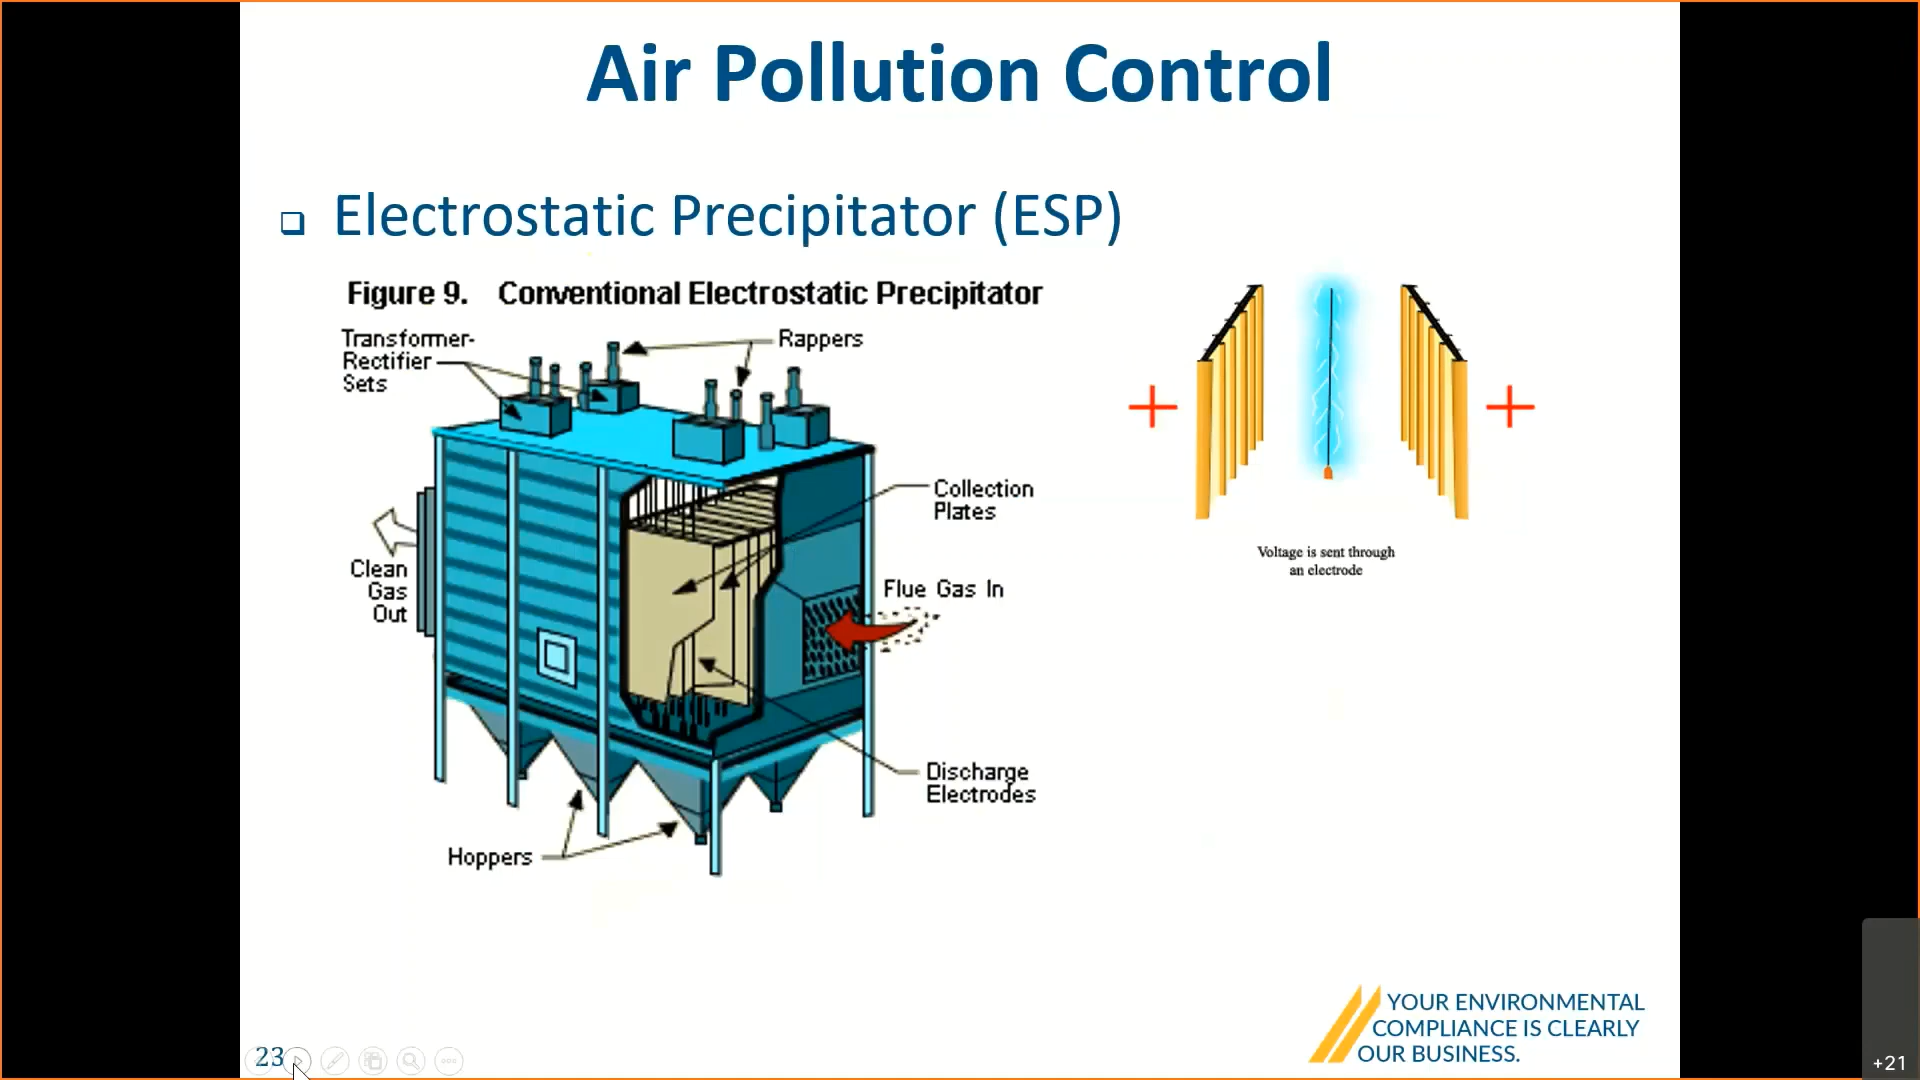 Air Pollution Control
Electrostatic Precipitator (ESP)
Figure 9. Conventional Electrostatic Precipitator
Transformer-
Rectifier
Sets
Rappers
Collection
Plates
Clean
Gas
Out
Flue Gas In
Discharge
Electrodes
Hoppers
+
+
Voltage is sent through
an electrode
YOUR ENVIRONMENTAL
COMPLIANCE IS CLEARLY
OUR BUSINESS.
23
+21